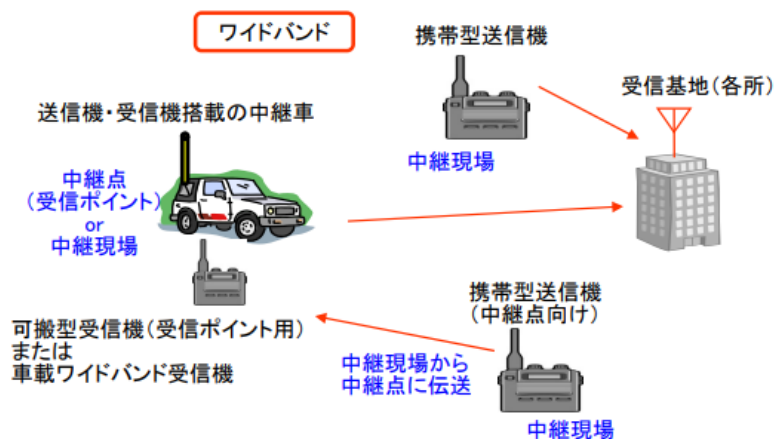 ワイドバンド
携帯型送信機
受信基地(各所)
送信機・受信機搭載の中継車
中継現場
中継点
(受信ポイント)
or
中継現場
携帯型送信機
(中継点向け)
可搬型受信機(受信ポイント用)
または
車載ワイドバンド受信機
中継現場から
中継点に伝送
中継現場